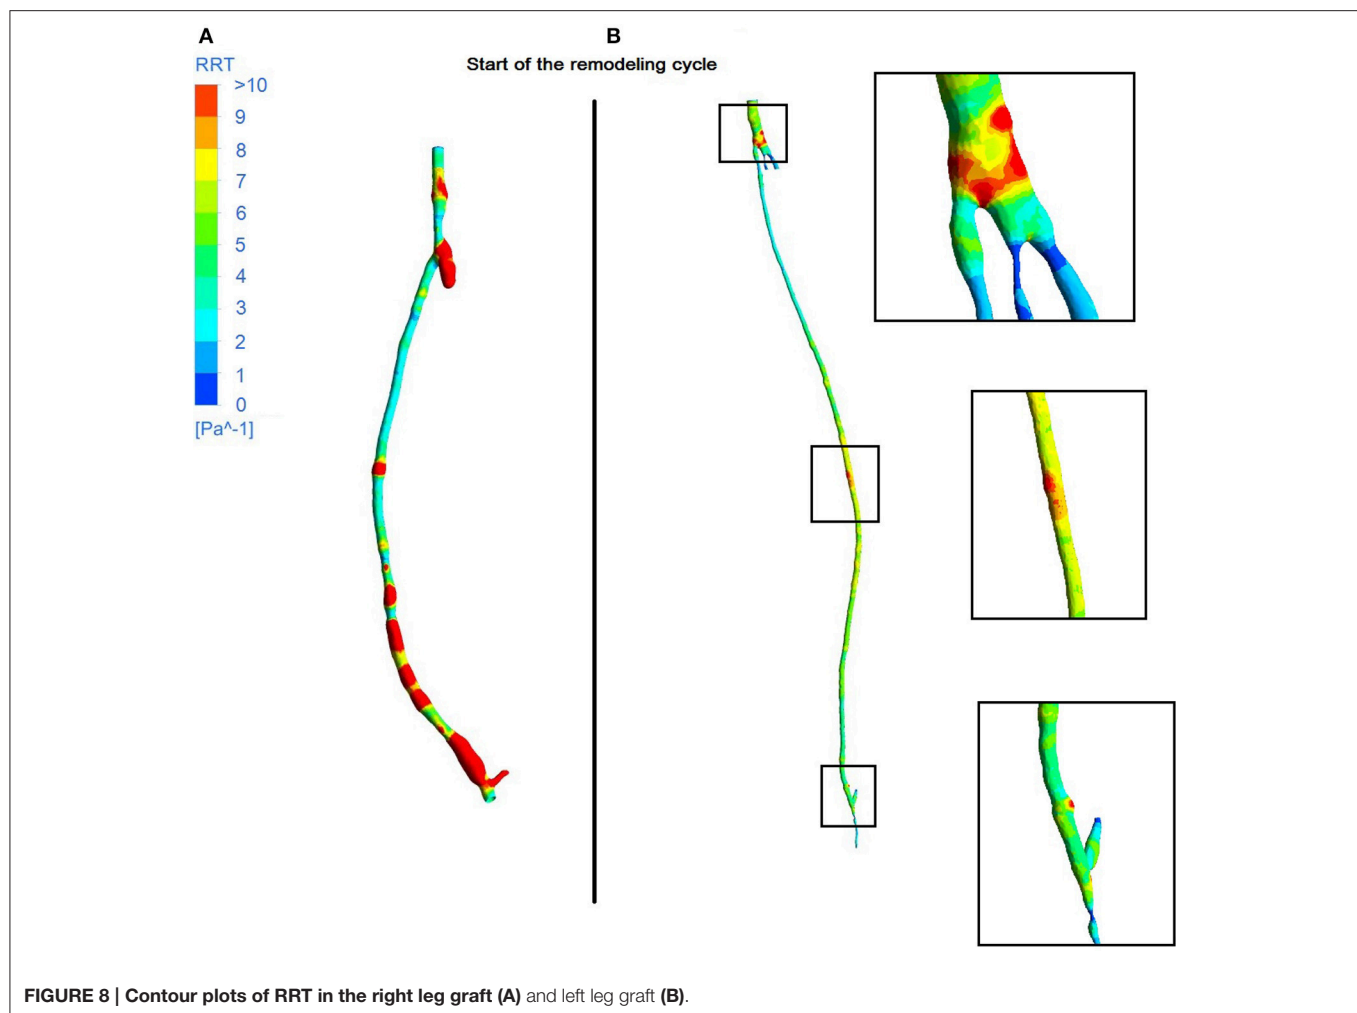 A
B
RRT
Start of the remodeling cycle
>10
9
8
7
6
5
4
3
2
1
0
[Pa^-1]
FIGURE 8 | Contour plots of RRT in the right leg graft (A) and left leg graft (B).